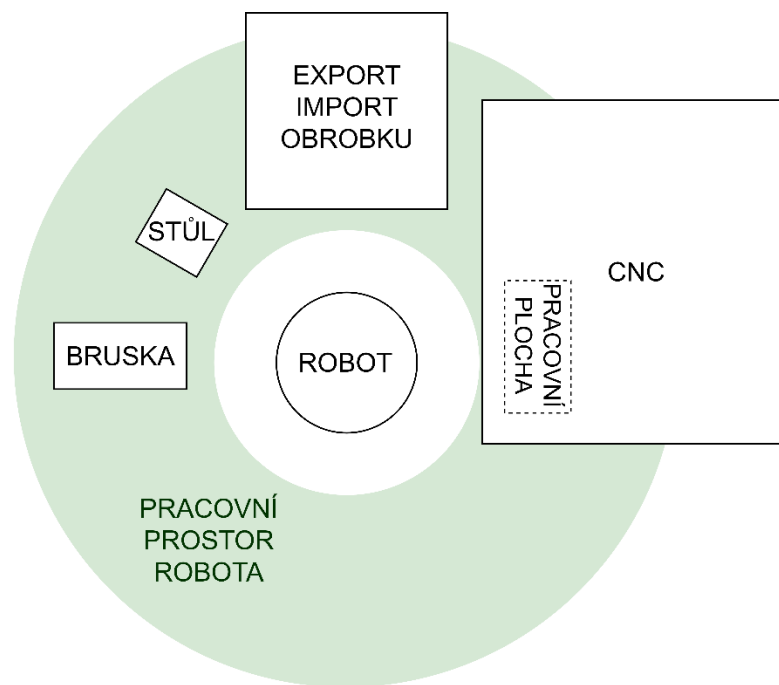 EXPORT
IMPORT
OBROBKU
STŮL
CNC
PRACOVNÍ
PLOCHA
BRUSKA
ROBOT
PRACOVNÍ
PROSTOR
ROBOTA